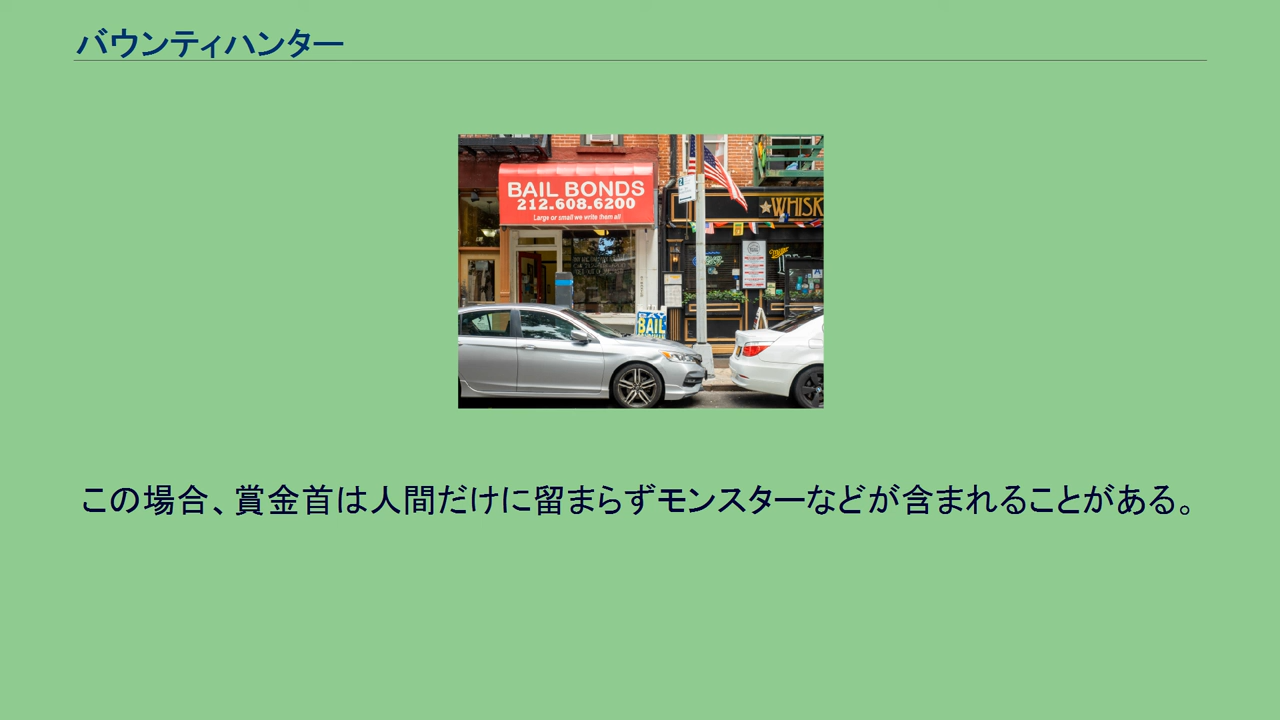 バウンティハンター
BAIL BONDS
212.608.6200
Large or small we write them all
WHISK
BAIL
この場合、賞金首は人間だけに留まらずモンスターなどが含まれることがある。